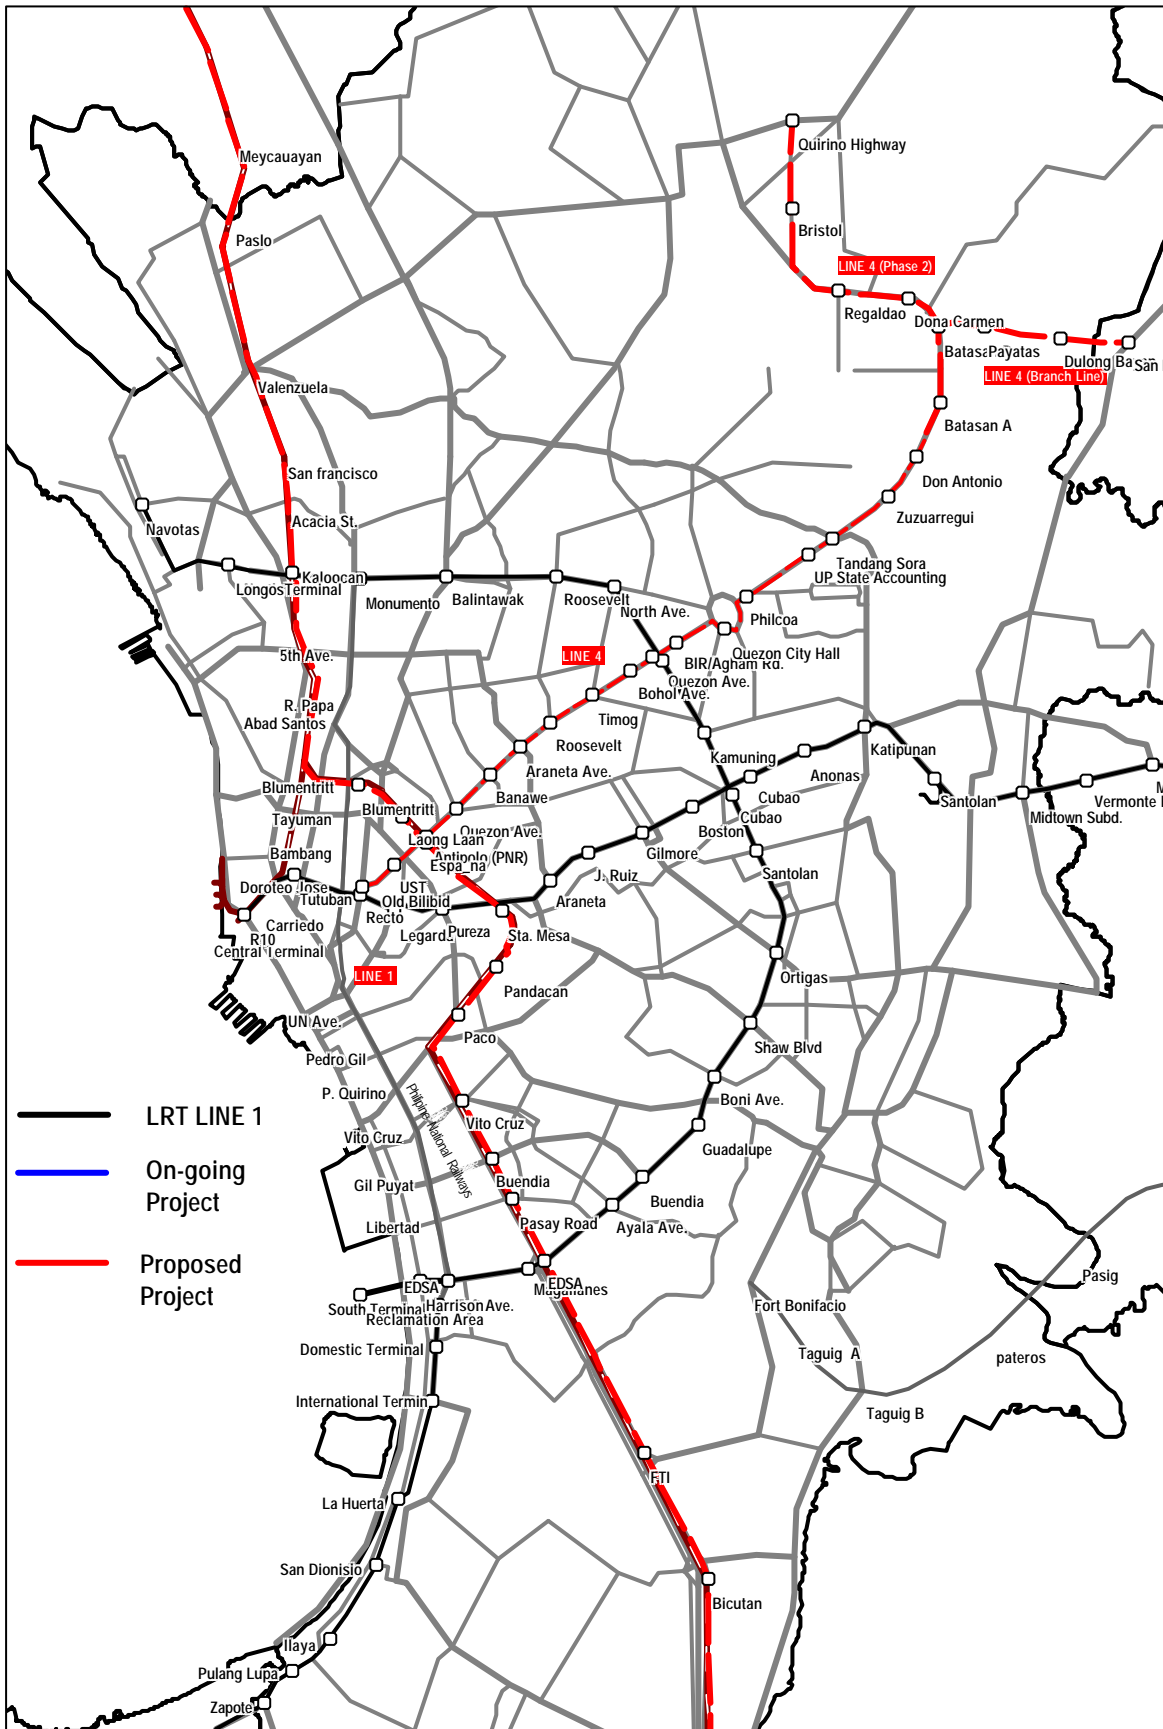 Meycauayan
Quirino Highway
Bristol
Paslo
LINE 4 (Phase 2)
Regaldao
Dona Carmen
Batasa
Payatas
Dulong Ba
San
LINE 4 (Branch Line)
Valenzuela
Batasan A
San francisco
Don Antonio
Acacia St.
Zuzuarregui
Navotas
Tandang Sora
UP State Accounting
Kaloocan
Longos
Terminal
Monumento
Balintawak
Roosevelt
North Ave.
Philcoa
5th Ave.
LINE 4
Quezon City Hall
BIR/Agham Rd.
Quezon Ave.
Bohol Ave.
R. Papa
Abad Santos
Timog
Roosevelt
Katipunan
Kamuning
Anonas
Araneta Ave.
Blumentritt
Banawe
Cubao
Santolan
Vermonte
M
Blumentritt
Tayuman
Cubao
Midtown Subd.
Quezon Ave.
Boston
Laong Laan
Gilmore
Bambang
Antipolo (PNR)
Espa_na
Santolan
J. Ruiz
Doroteo Jose
UST
Tutuban
Old Bilibid
Araneta
Recto
Carriedo
Legarda
Pureza
Sta. Mesa
R10
Central Terminal
LINE 1
Ortigas
Pandacan
UN Ave.
Paco
Shaw Blvd
Pedro Gil
P. Quirino
Philipine National Railways
Boni Ave.
LRT LINE 1
Vito Cruz
Vito Cruz
Guadalupe
On-going
Project
Gil Puyat
Buendia
Buendia
Libertad
Pasay Road
Ayala Ave.
Proposed
Project
EDSA
EDSA
Magallanes
Pasig
South Terminal
Harrison Ave.
Reclamation Area
Fort Bonifacio
Domestic Terminal
Taguig A
pateros
International Termin
Taguig B
FTI
La Huerta
San Dionisio
Bicutan
Ilaya
Pulang Lupa
Zapote